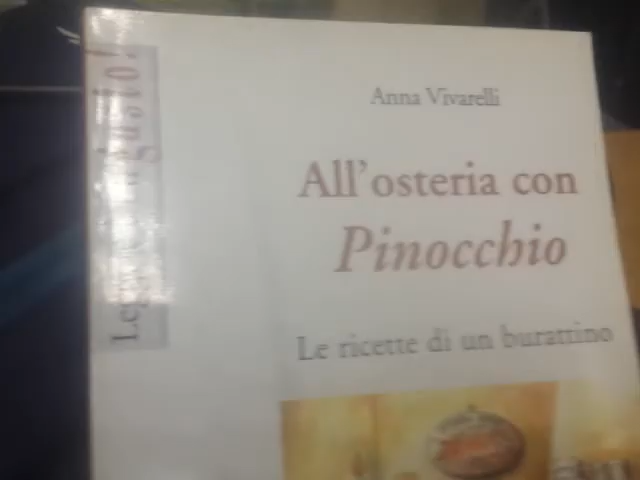 Anna Vivarelli
All'osteria con
Pinocchio
Le ricette di un burattino